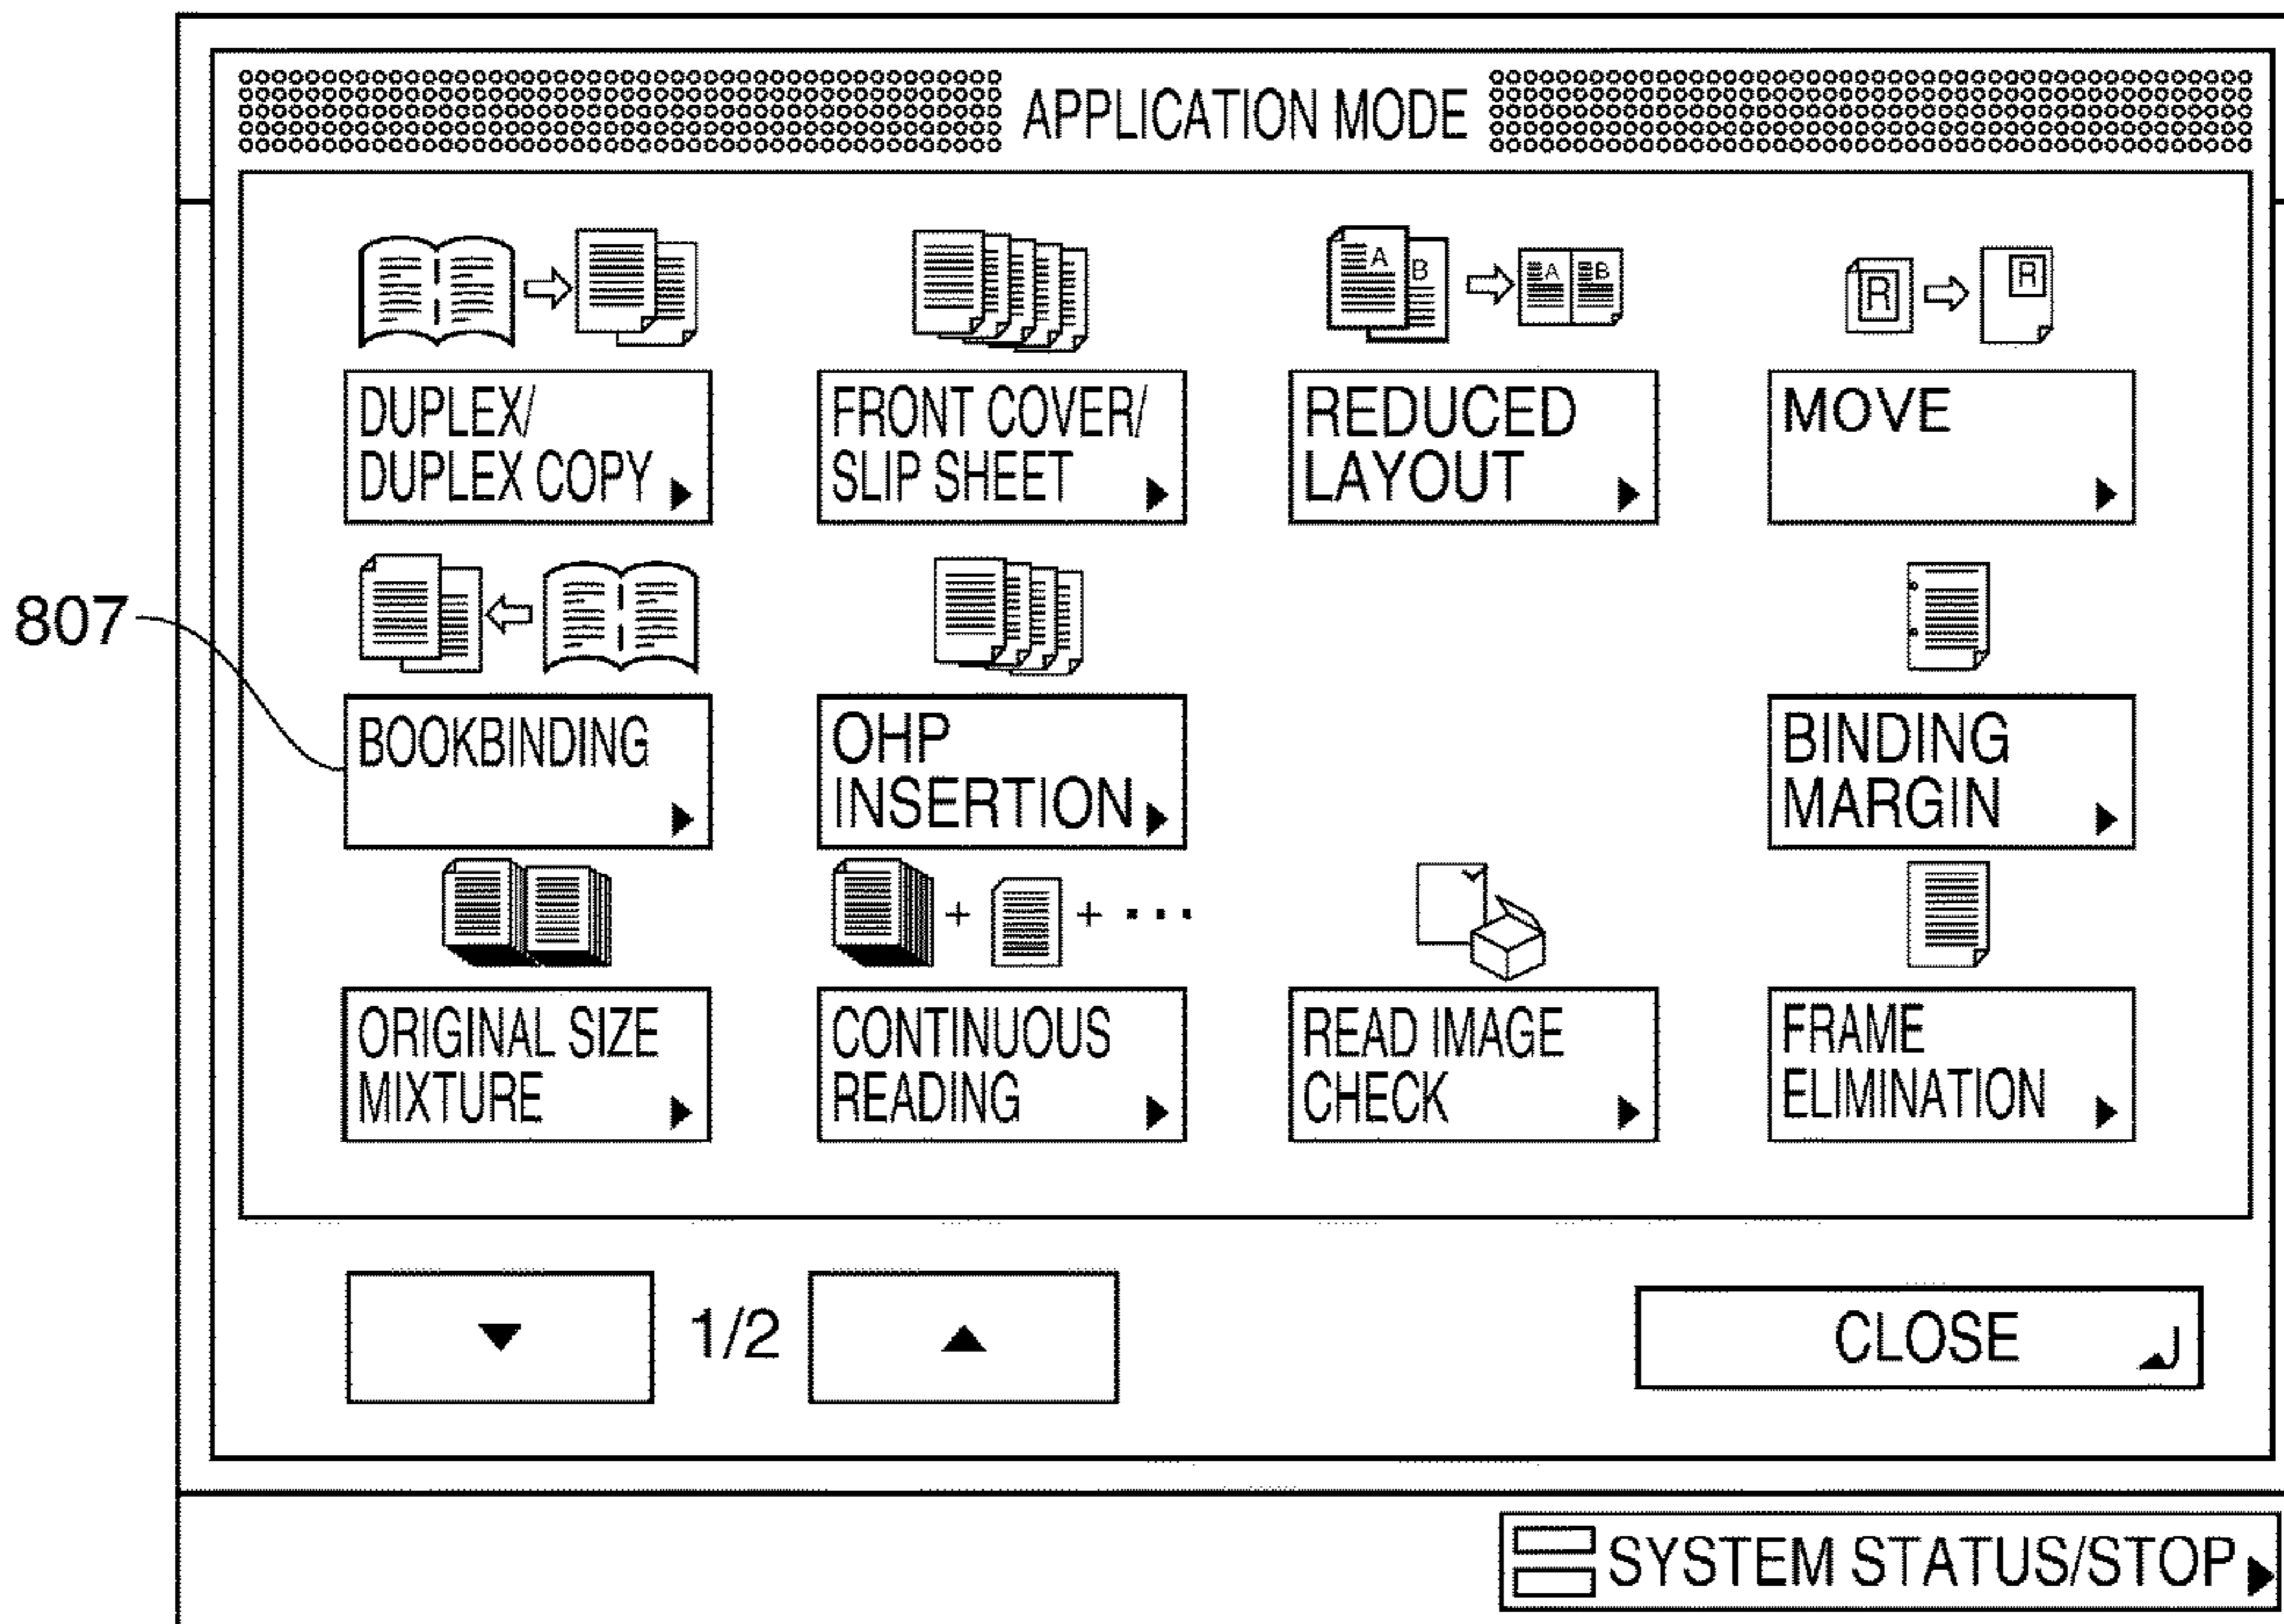 APPLICATION MODE
A B A B
R R
DUPLEX/
DUPLEX COPY
FRONT COVER/
SLIP SHEET
REDUCED
LAYOUT
MOVE
807
BOOKBINDING
OHP
INSERTION
BINDING
MARGIN
+ + ...
ORIGINAL SIZE
MIXTURE
CONTINUOUS
READING
READ IMAGE
CHECK
FRAME
ELIMINATION
1/2
CLOSE
SYSTEM STATUS/STOP